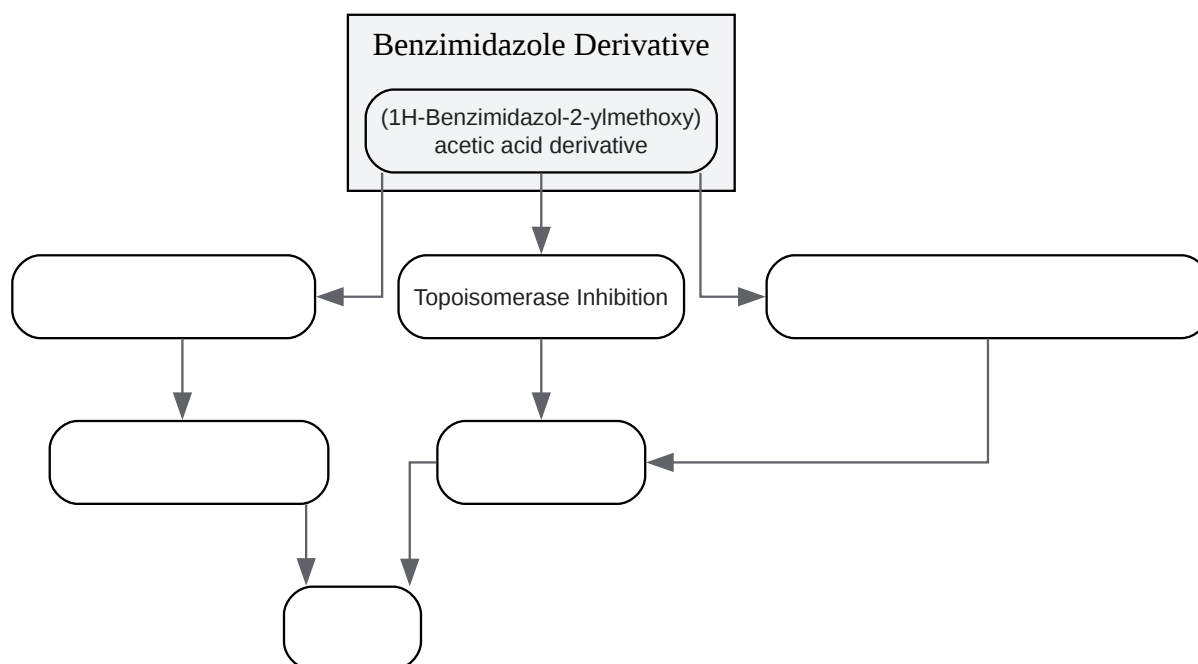 Benzimidazole Derivative
(1H-Benzimidazol-2-ylmethoxy)
acetic acid derivative
Topoisomerase Inhibition